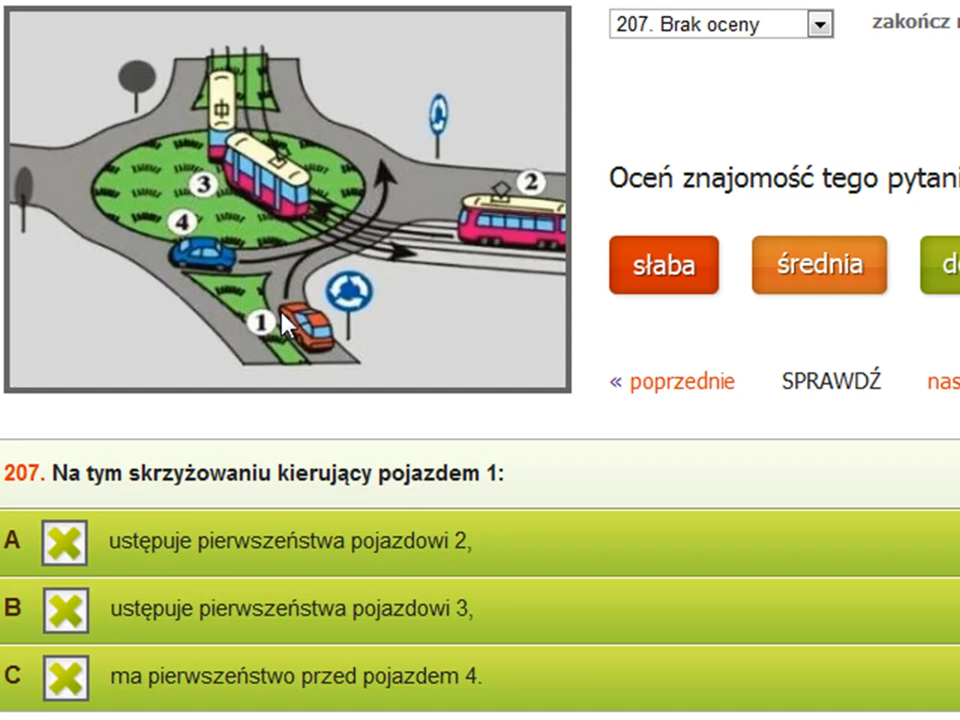 207. Brak oceny
zakończ
Oceń znajomość tego pytani
słaba
średnia
« poprzednie
SPRAWDŹ
nas
1
2
3
4
207. Na tym skrzyżowaniu kierujący pojazdem 1:
A ustępuje pierwszeństwa pojazdowi 2,
B ustępuje pierwszeństwa pojazdowi 3,
C ma pierwszeństwo przed pojazdem 4.